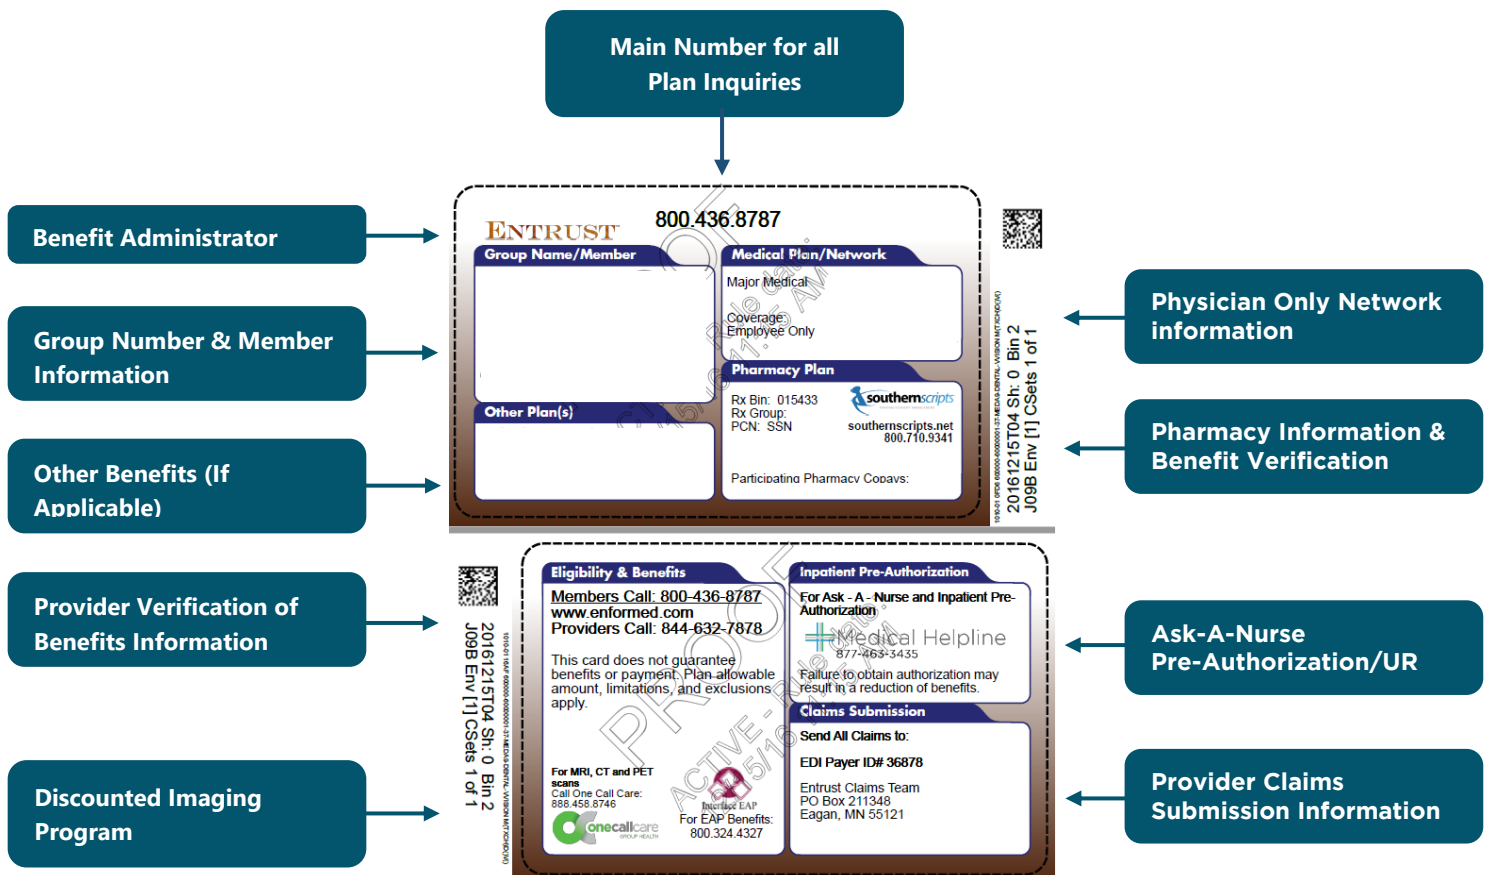 Main Number for all
Plan Inquiries
Benefit Administrator
Group Number & Member
Information
Other Benefits (If
Applicable)
Provider Verification of
Benefits Information
Discounted Imaging
Program
ENTRUST
800.436.8787
Group Name/Member
Other Plan(s)
Medical Plan/Network
Major Medical
Coverage:
Employee Only
Pharmacy Plan
Rx Bin: 015433
Rx Group:
PCN: SSN
southernscripts
southernscripts.net
800.710.9341
Participating Pharmacy Copays:
PROOF
20161215T04 Sh: 0 Bin 2
J09B Env [1] CSets 1 of 1
Eligibility & Benefits
Members Call: 800-436-8787
www.enformed.com
Providers Call: 844-632-7878
This card does not guarantee
benefits or payment. Plan allowable
amount, limitations, and exclusions
apply.
For MRI, CT and PET
scans
Call One Call Care:
888.458.8746
onecallcare
GROUP HEALTH
Interface EAP
For EAP Benefits:
800.324.4327
Inpatient Pre-Authorization
For Ask - A - Nurse and Inpatient Pre-
Authorization
Medical Helpline
877-463-3435
Failure to obtain authorization may
result in a reduction of benefits.
Claims Submission
Send All Claims to:
EDI Payer ID# 36878
Entrust Claims Team
PO Box 211348
Eagan, MN 55121
PROOF
ACTIVE - Rule date:
20161215T04 Sh: 0 Bin 2
J09B Env [1] CSets 1 of 1
Physician Only Network
information
Pharmacy Information &
Benefit Verification
Ask-A-Nurse
Pre-Authorization/UR
Provider Claims
Submission Information